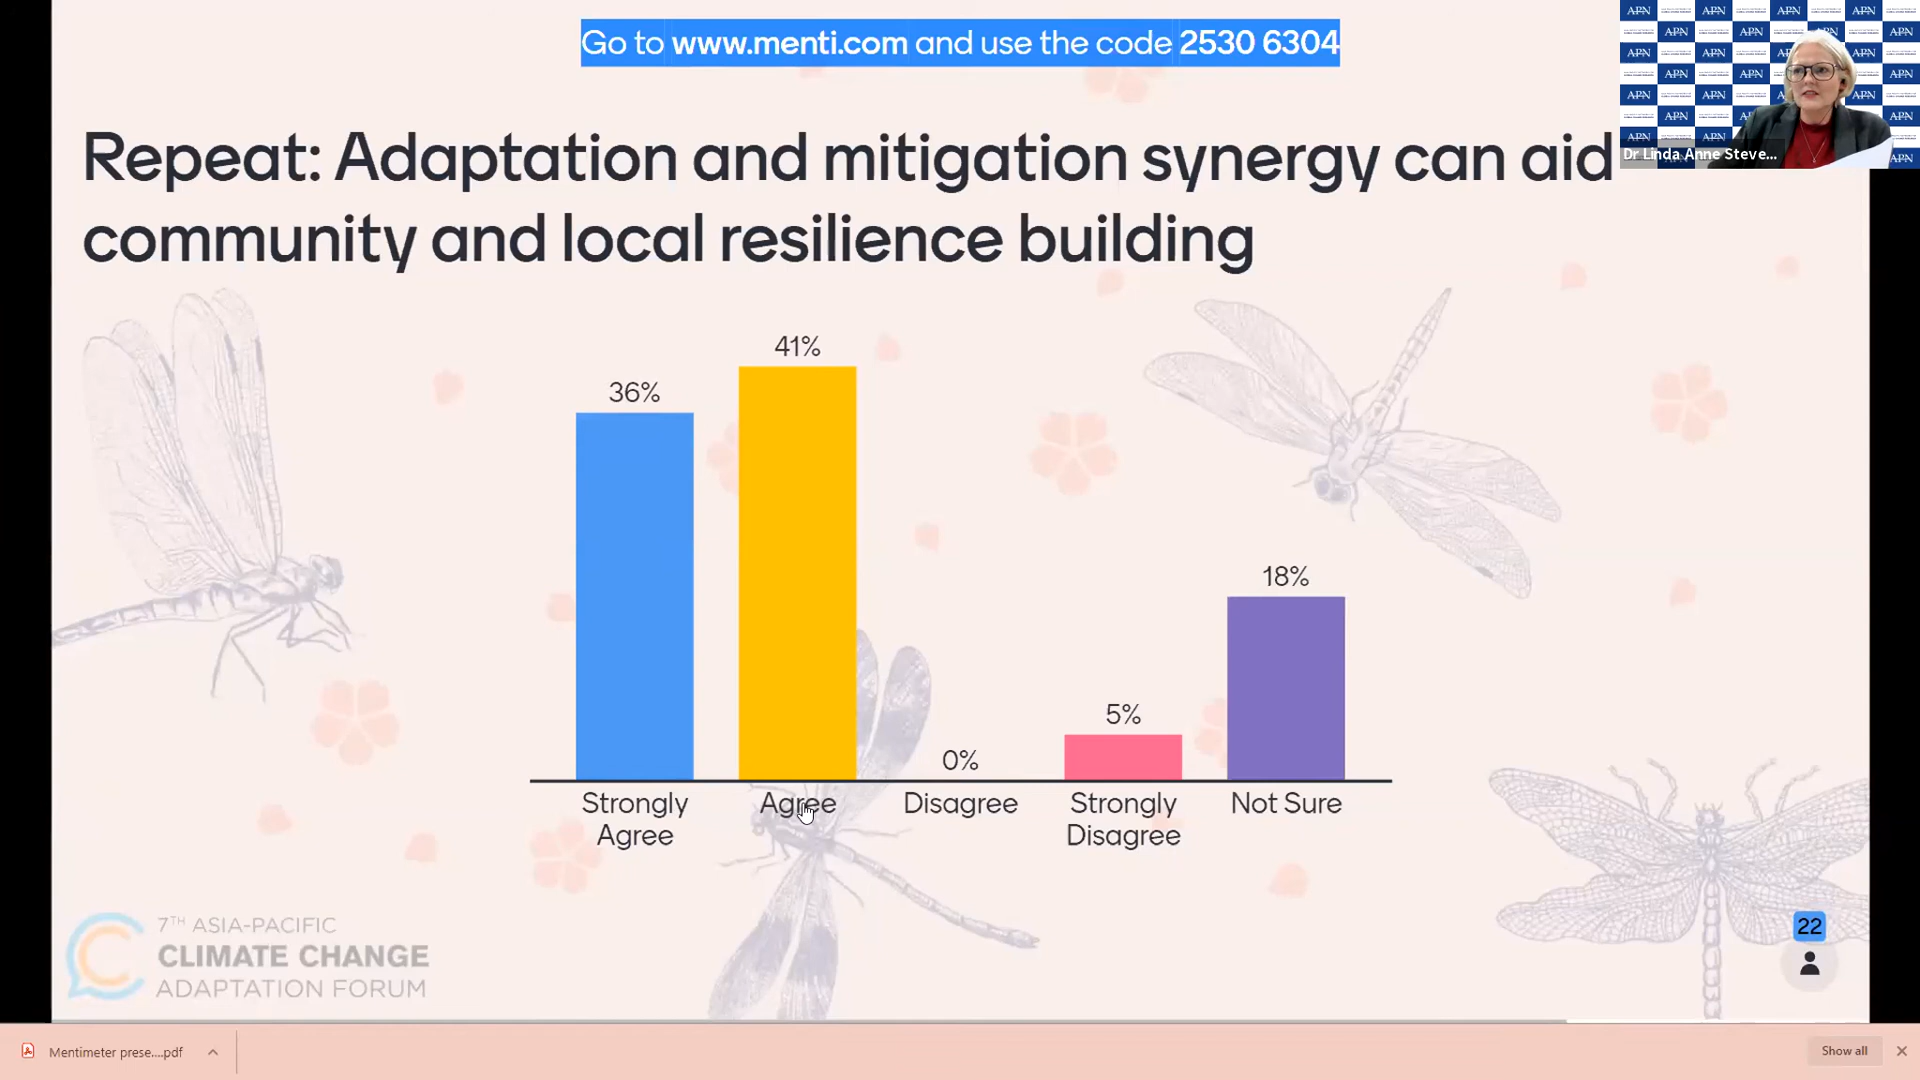 Go to www.menti.com and use the code 2530 6304
Repeat: Adaptation and mitigation synergy can aid
community and local resilience building
APN
Dr Linda Anne Steve...
36%
41%
0%
5%
18%
Strongly
Agree
Agree
Disagree
Strongly
Disagree
Not Sure
7TH ASIA-PACIFIC
CLIMATE CHANGE
ADAPTATION FORUM
22
Mentimeter prese....pdf
Show all